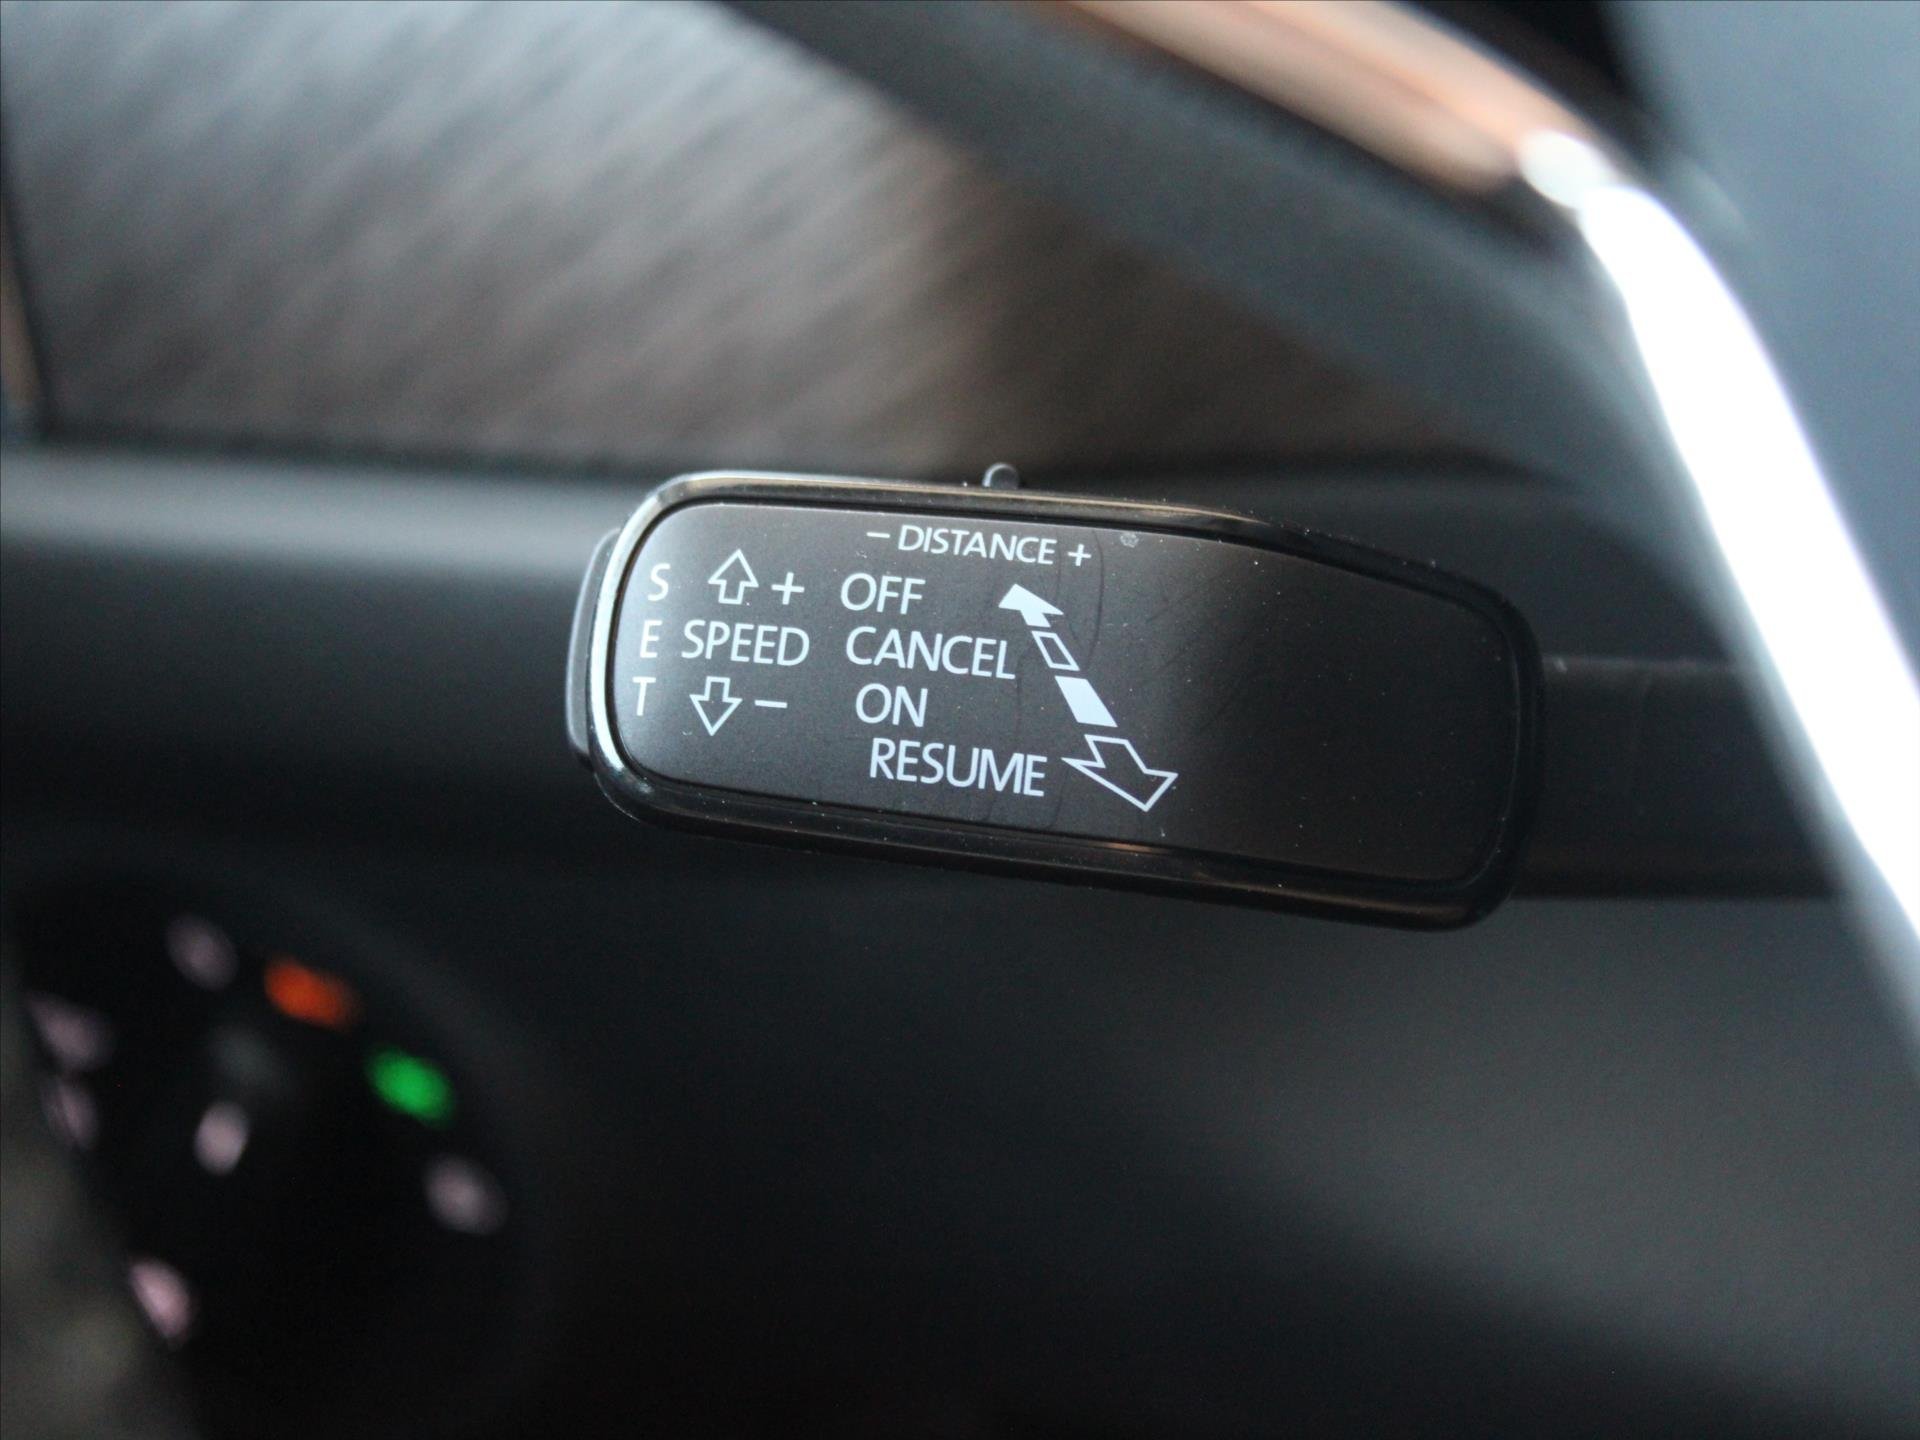 - DISTANCE +
S + OFF
E SPEED CANCEL
T - ON
RESUME